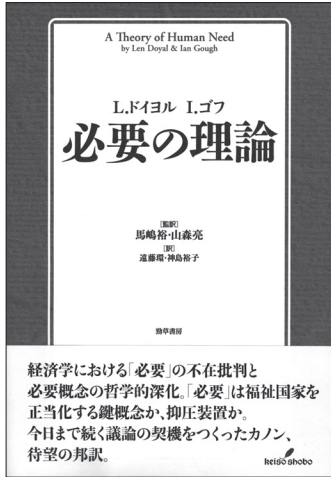 A Theory of Human Need
by Len Doyal & Ian Gough
L.ドイヨル I.ゴフ
必要の理論
[監訳]
馬嶋裕・山森亮
[訳]
遠藤環・神島裕子
勁草書房
経済学における「必要」の不在批判と
必要概念の哲学的深化。「必要」は福祉国家を
正当化する鍵概念か、抑圧装置か。
今日まで続く議論の契機をつくったカノン、
待望の邦訳。
keiso shobo